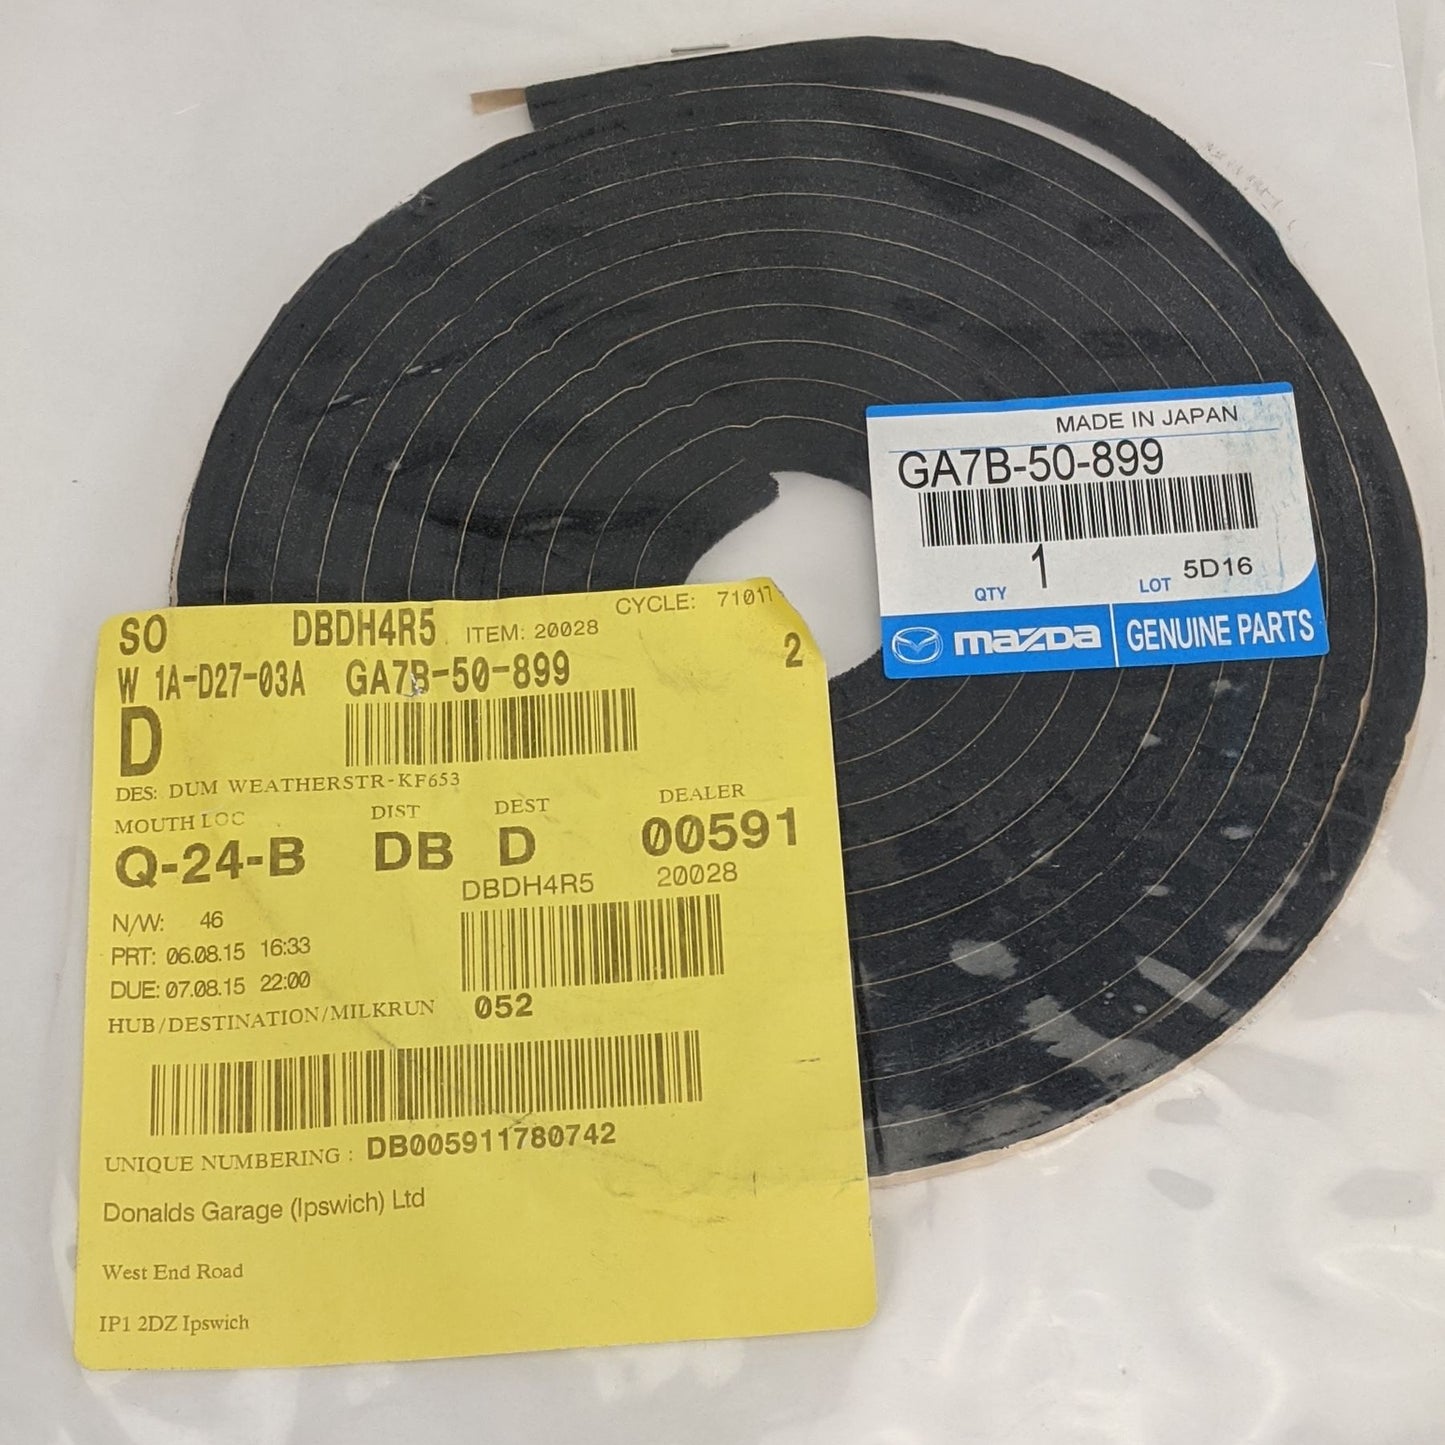 MADE IN JAPAN
GA7B-50-899
QTY 1 LOT 5D16
mazda GENUINE PARTS
SO DBDH4R5 ITEM: 20028 CYCLE:
W 1A-D27-03A GA7B-50-899 2
D
DES: DUM WEATHERSTR-KF653
MOUTH LOC DIST DEST DEALER
Q-24-B DB D 00591
DBDH4R5 20028
N/W: 46
PRT: 06.08.15 16:33
DUE: 07.08.15 22:00
HUB/DESTINATION/MILKRUN 052
UNIQUE NUMBERING : DB005911780742
Donalds Garage (Ipswich) Ltd
West End Road
IP1 2DZ Ipswich